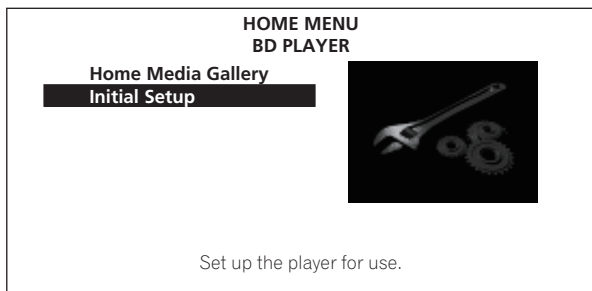 HOME MENU
BD PLAYER
Home Media Gallery
Initial Setup
Set up the player for use.